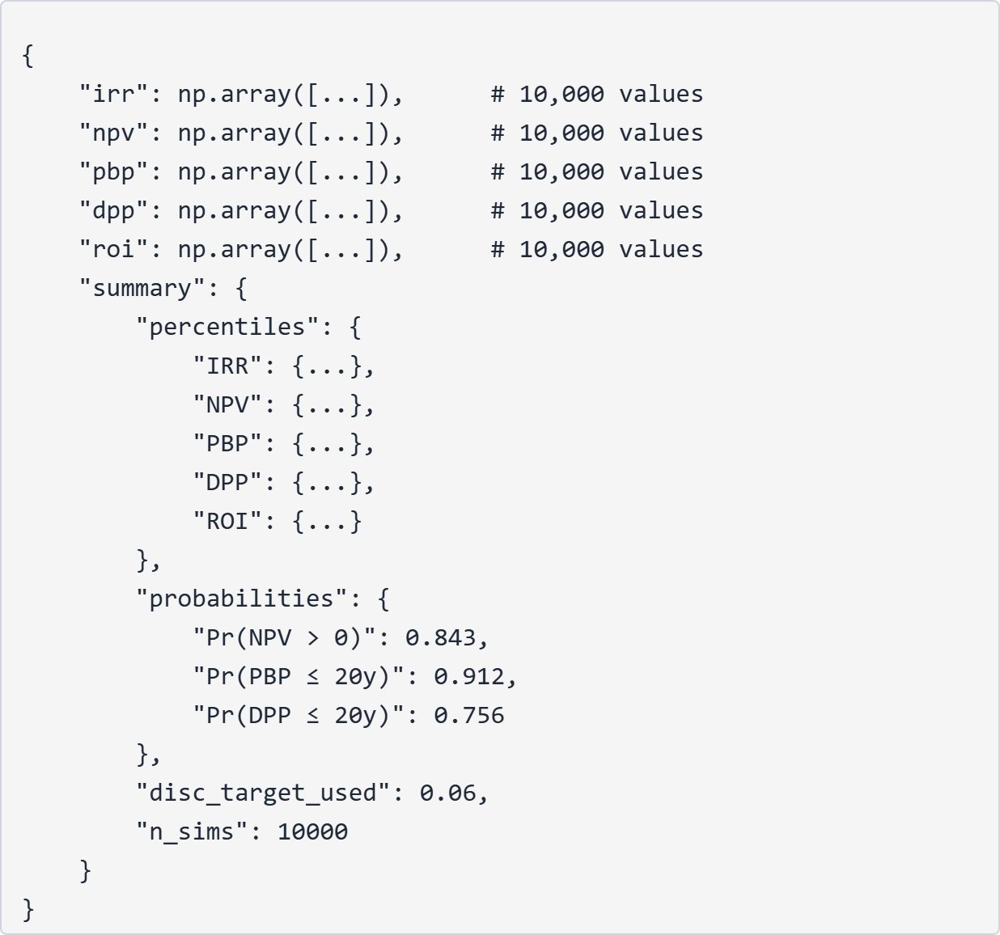 {
    "irr": np.array([...]),      # 10,000 values
    "npv": np.array([...]),      # 10,000 values
    "pbp": np.array([...]),      # 10,000 values
    "dpp": np.array([...]),      # 10,000 values
    "roi": np.array([...]),      # 10,000 values
    "summary": {
        "percentiles": {
            "IRR": {...},
            "NPV": {...},
            "PBP": {...},
            "DPP": {...},
            "ROI": {...}
        },
        "probabilities": {
            "Pr(NPV > 0)": 0.843,
            "Pr(PBP ≤ 20y)": 0.912,
            "Pr(DPP ≤ 20y)": 0.756
        },
        "disc_target_used": 0.06,
        "n_sims": 10000
    }
}